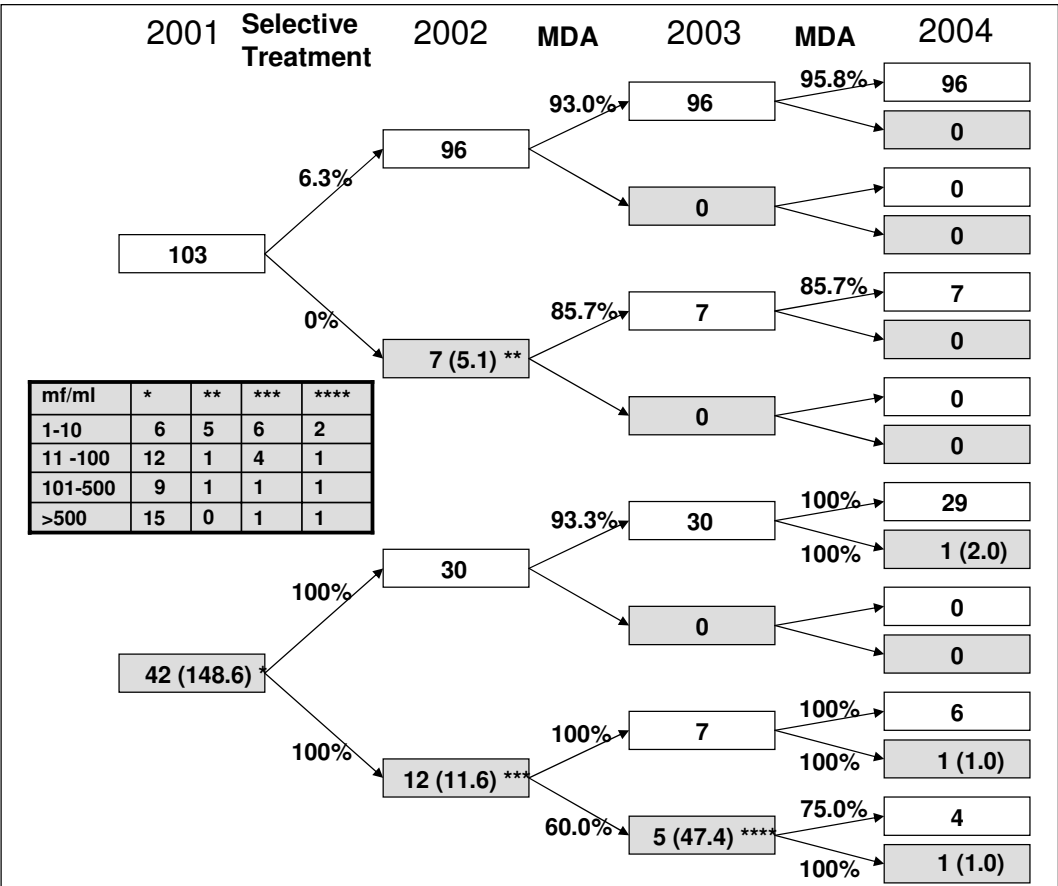 2001 Selective Treatment 2002 MDA 2003 MDA 2004
95.8% 96
93.0% 96
0
96
6.3%
0
0
0
103
85.7% 7
85.7% 7
0%
0
7 (5.1) **
0
0
0
mf/ml * ** *** ****
1-10 6 5 6 2
11 -100 12 1 4 1
101-500 9 1 1 1
>500 15 0 1 1
100% 29
93.3% 30
100% 1 (2.0)
30
100%
0
0
0
42 (148.6) *
100% 6
100% 7
100%
100% 1 (1.0)
12 (11.6) ***
75.0% 4
60.0% 5 (47.4) ****
100% 1 (1.0)